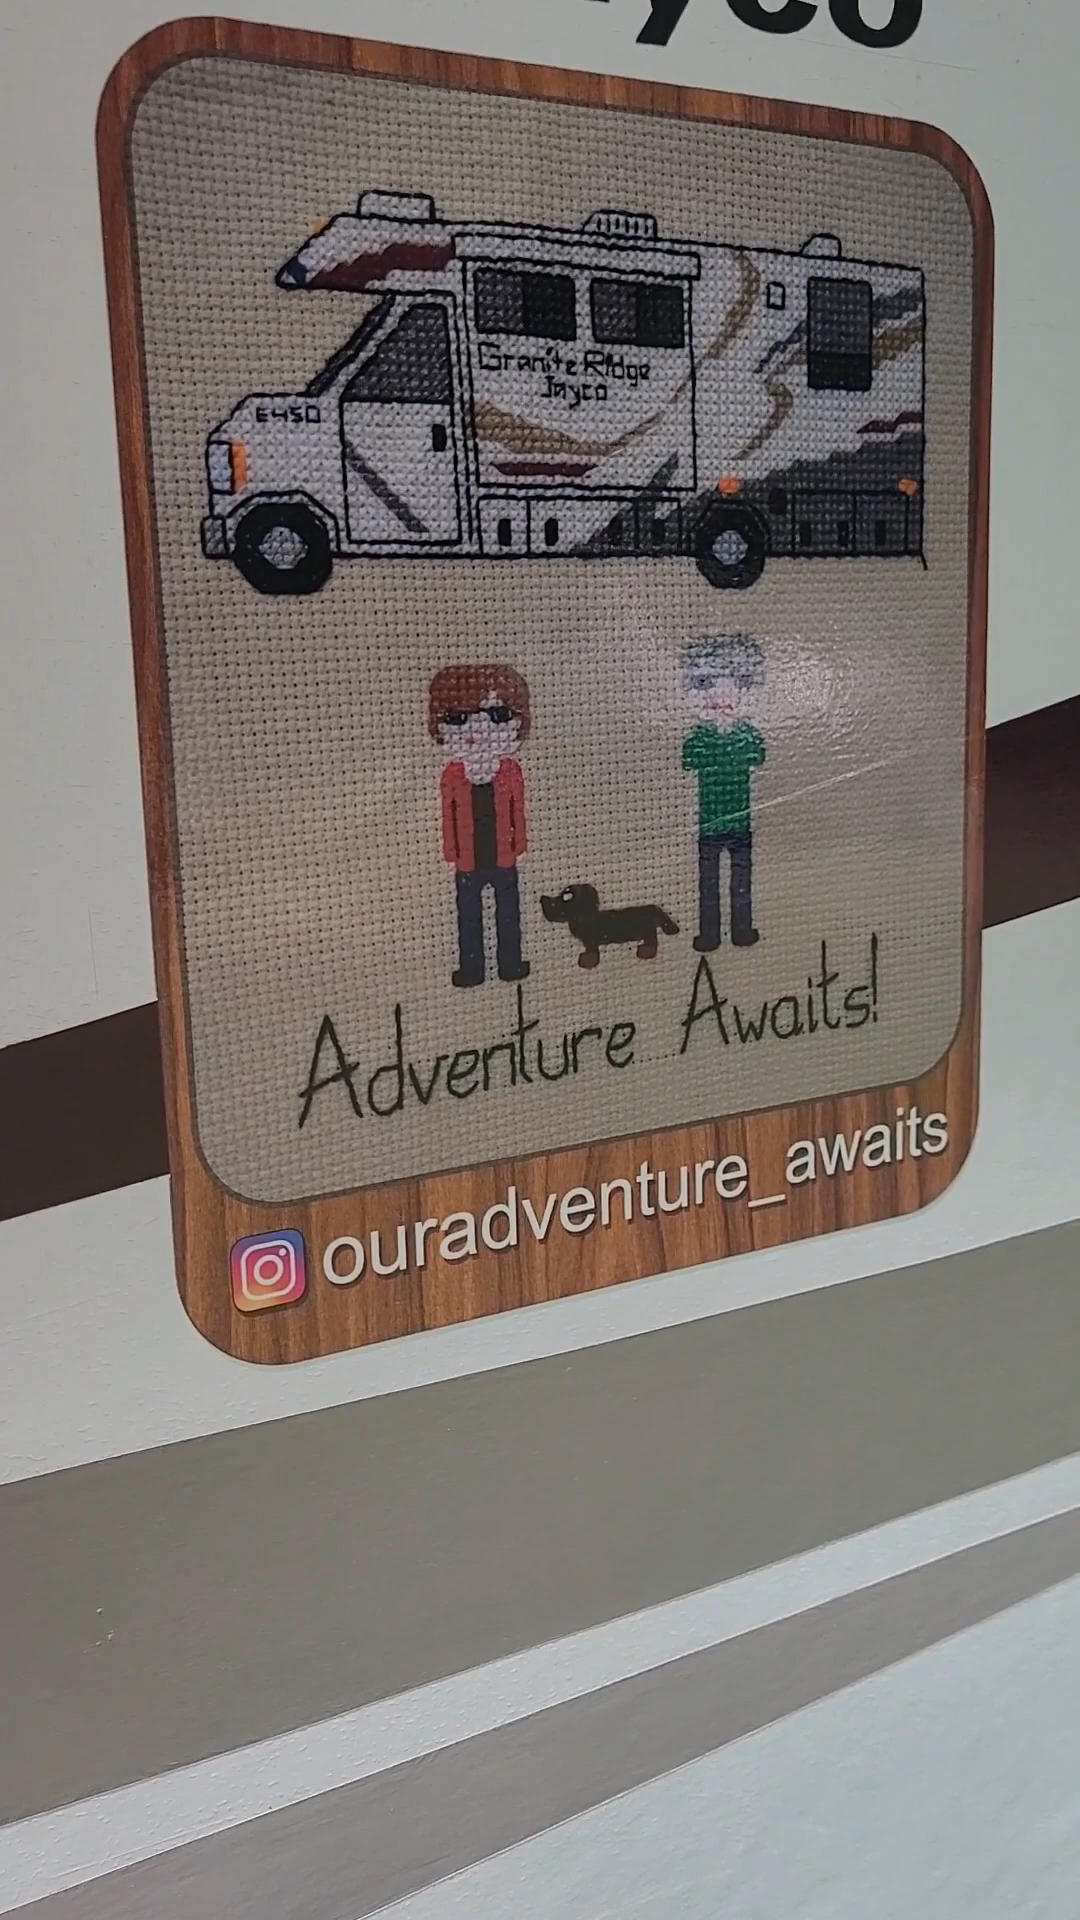 Granite Ridge
Jayco
E450
Adventure Awaits!
ouradventure_awaits